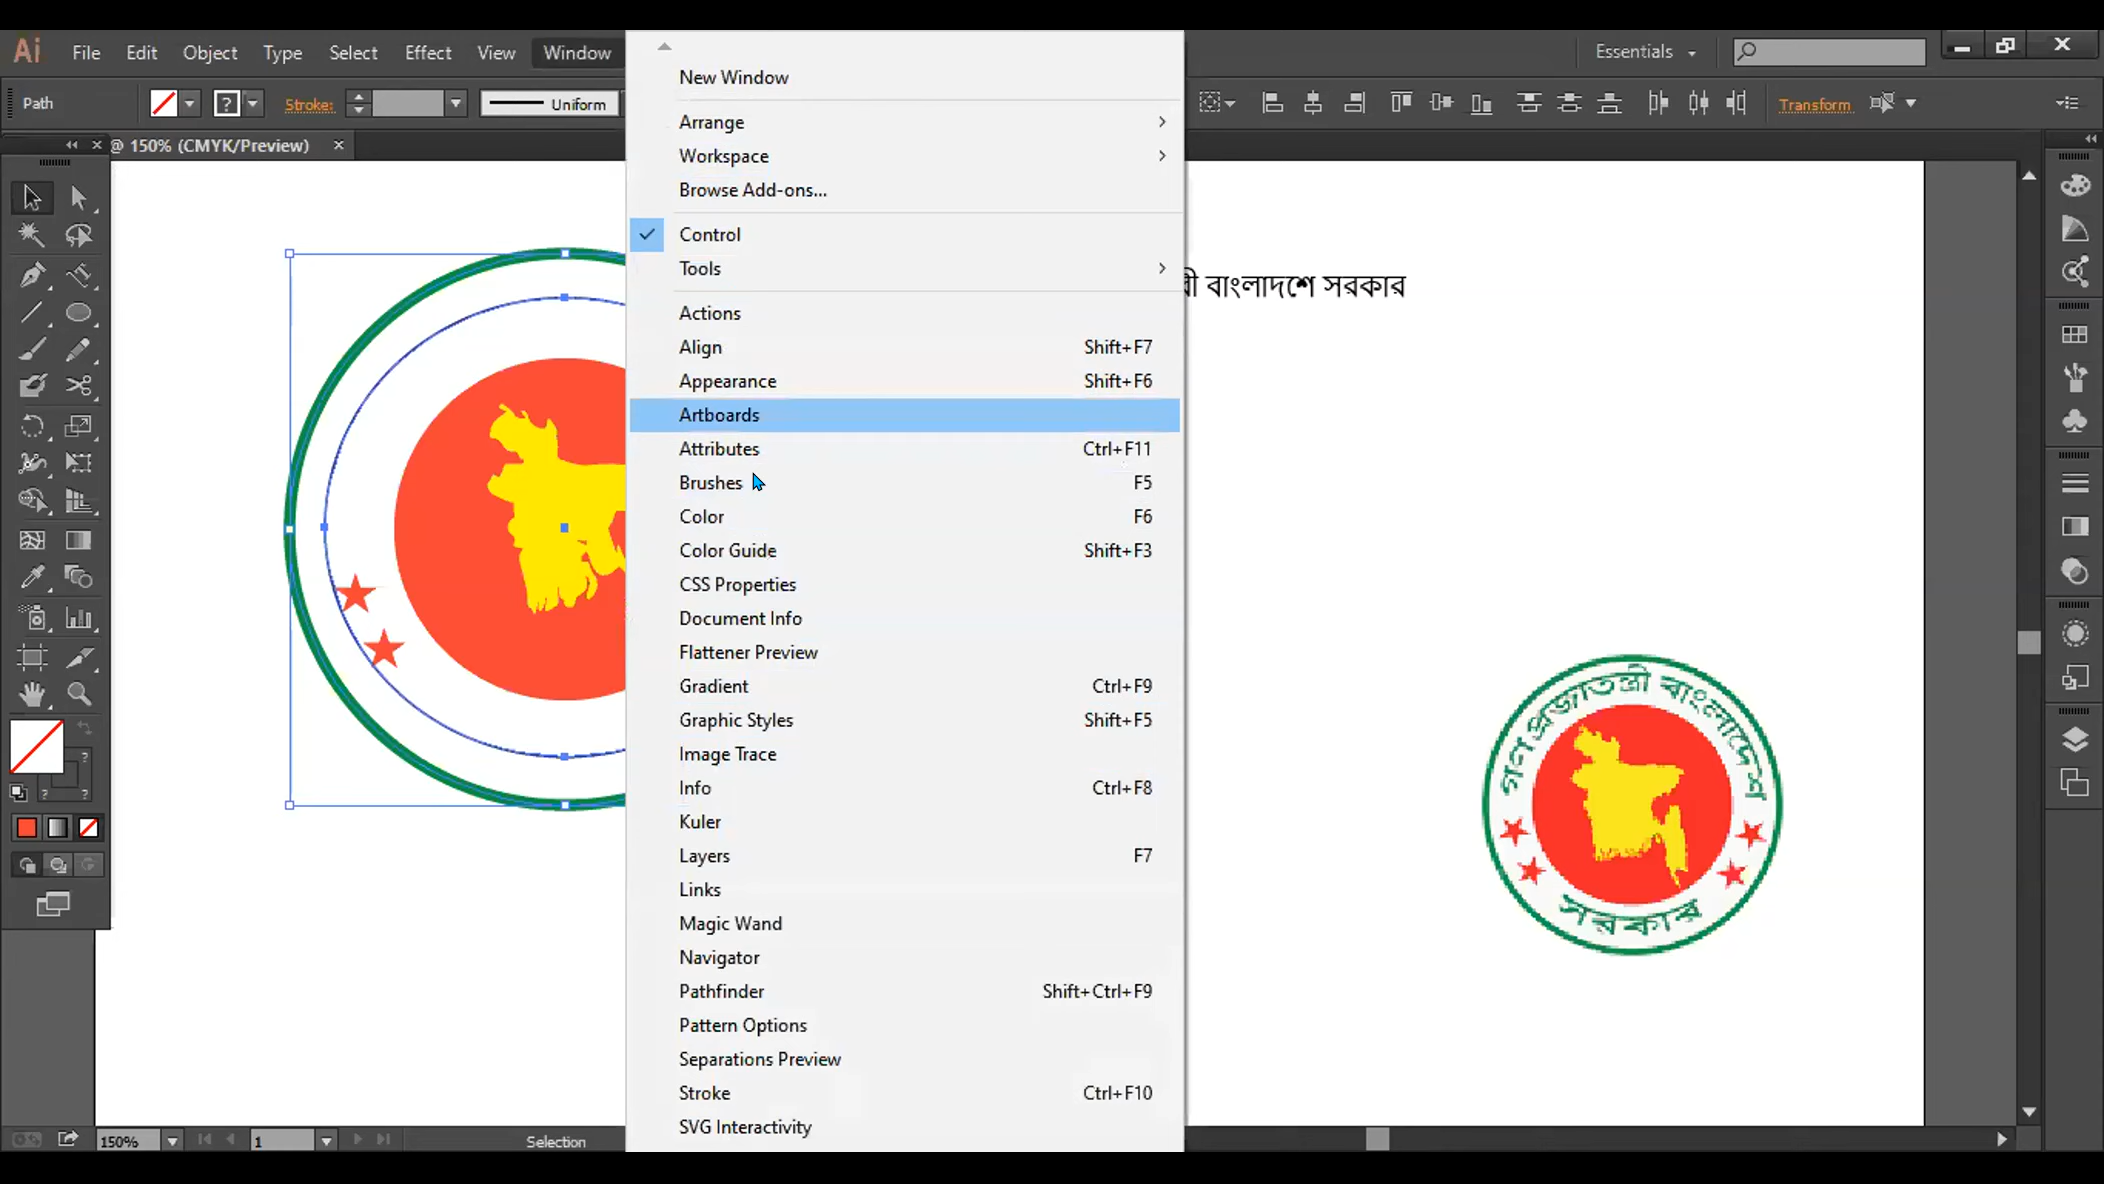 Ai File Edit Object Type Select Effect View Window Essentials
Path Stroke: Uniform Transform
@ 150% (CMYK/Preview)
New Window
Arrange
Workspace
Browse Add-ons...
Control
Tools
Actions
Align Shift+F7
Appearance Shift+F6
Artboards
Attributes Ctrl+F11
Brushes F5
Color F6
Color Guide Shift+F3
CSS Properties
Document Info
Flattener Preview
Gradient Ctrl+F9
Graphic Styles Shift+F5
Image Trace
Info Ctrl+F8
Kuler
Layers F7
Links
Magic Wand
Navigator
Pathfinder Shift+Ctrl+F9
Pattern Options
Separations Preview
Stroke Ctrl+F10
SVG Interactivity
বাংলাদশে সরকার
গণপ্রজাতন্ত্রী বাংলাদেশ
সরকার
150% 1 Selection